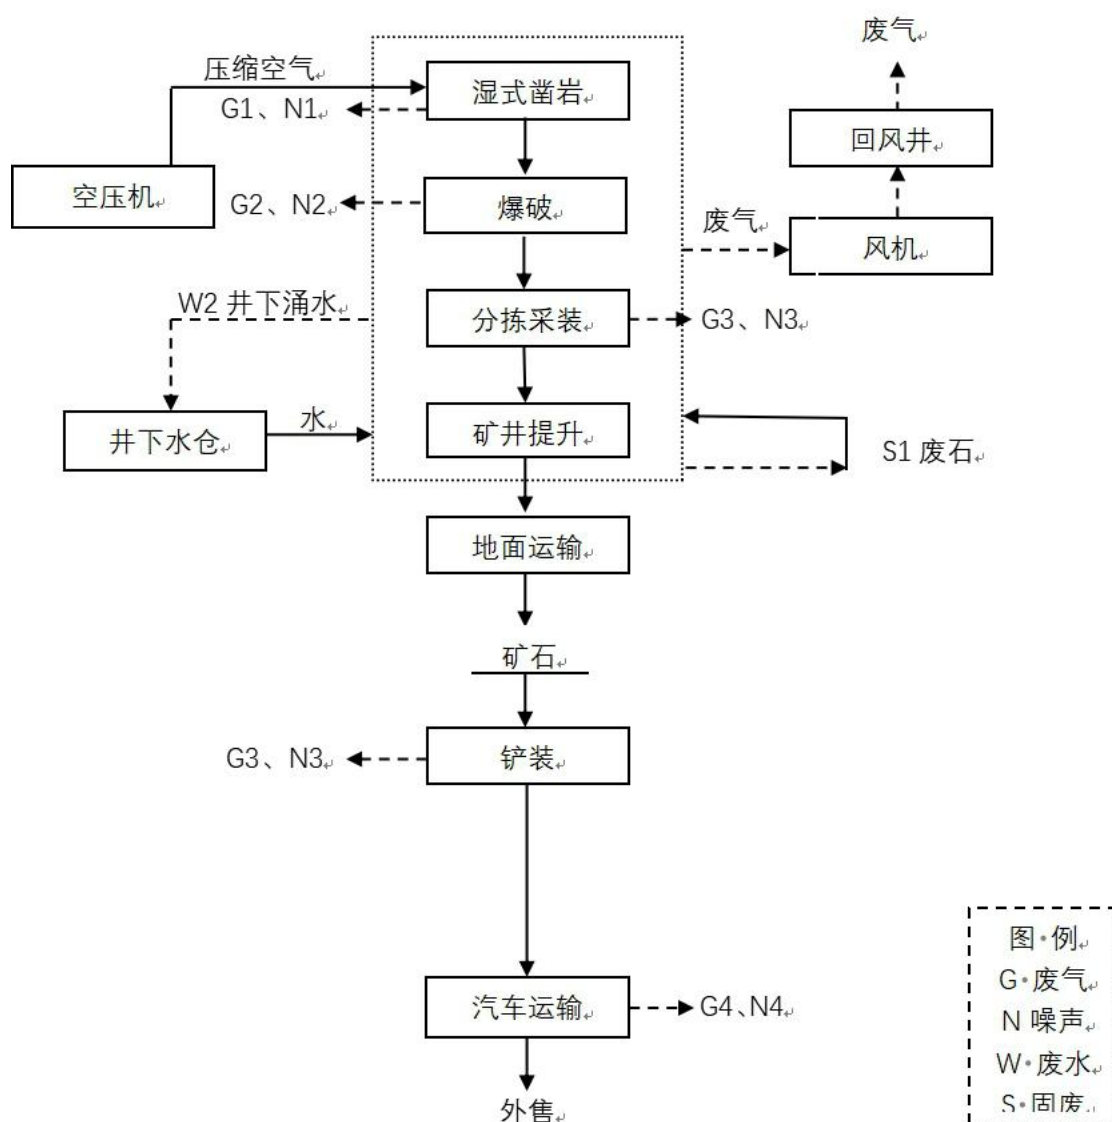 废气
压缩空气
湿式凿岩
G1、N1
回风井
空压机
G2、N2
爆破
废气
风机
W2 井下涌水
分拣采装
G3、N3
井下水仓
水
矿井提升
S1 废石
地面运输
矿石
G3、N3
铲装
图·例
G·废气
N 噪声
W·废水
S·固废
汽车运输
G4、N4
外售